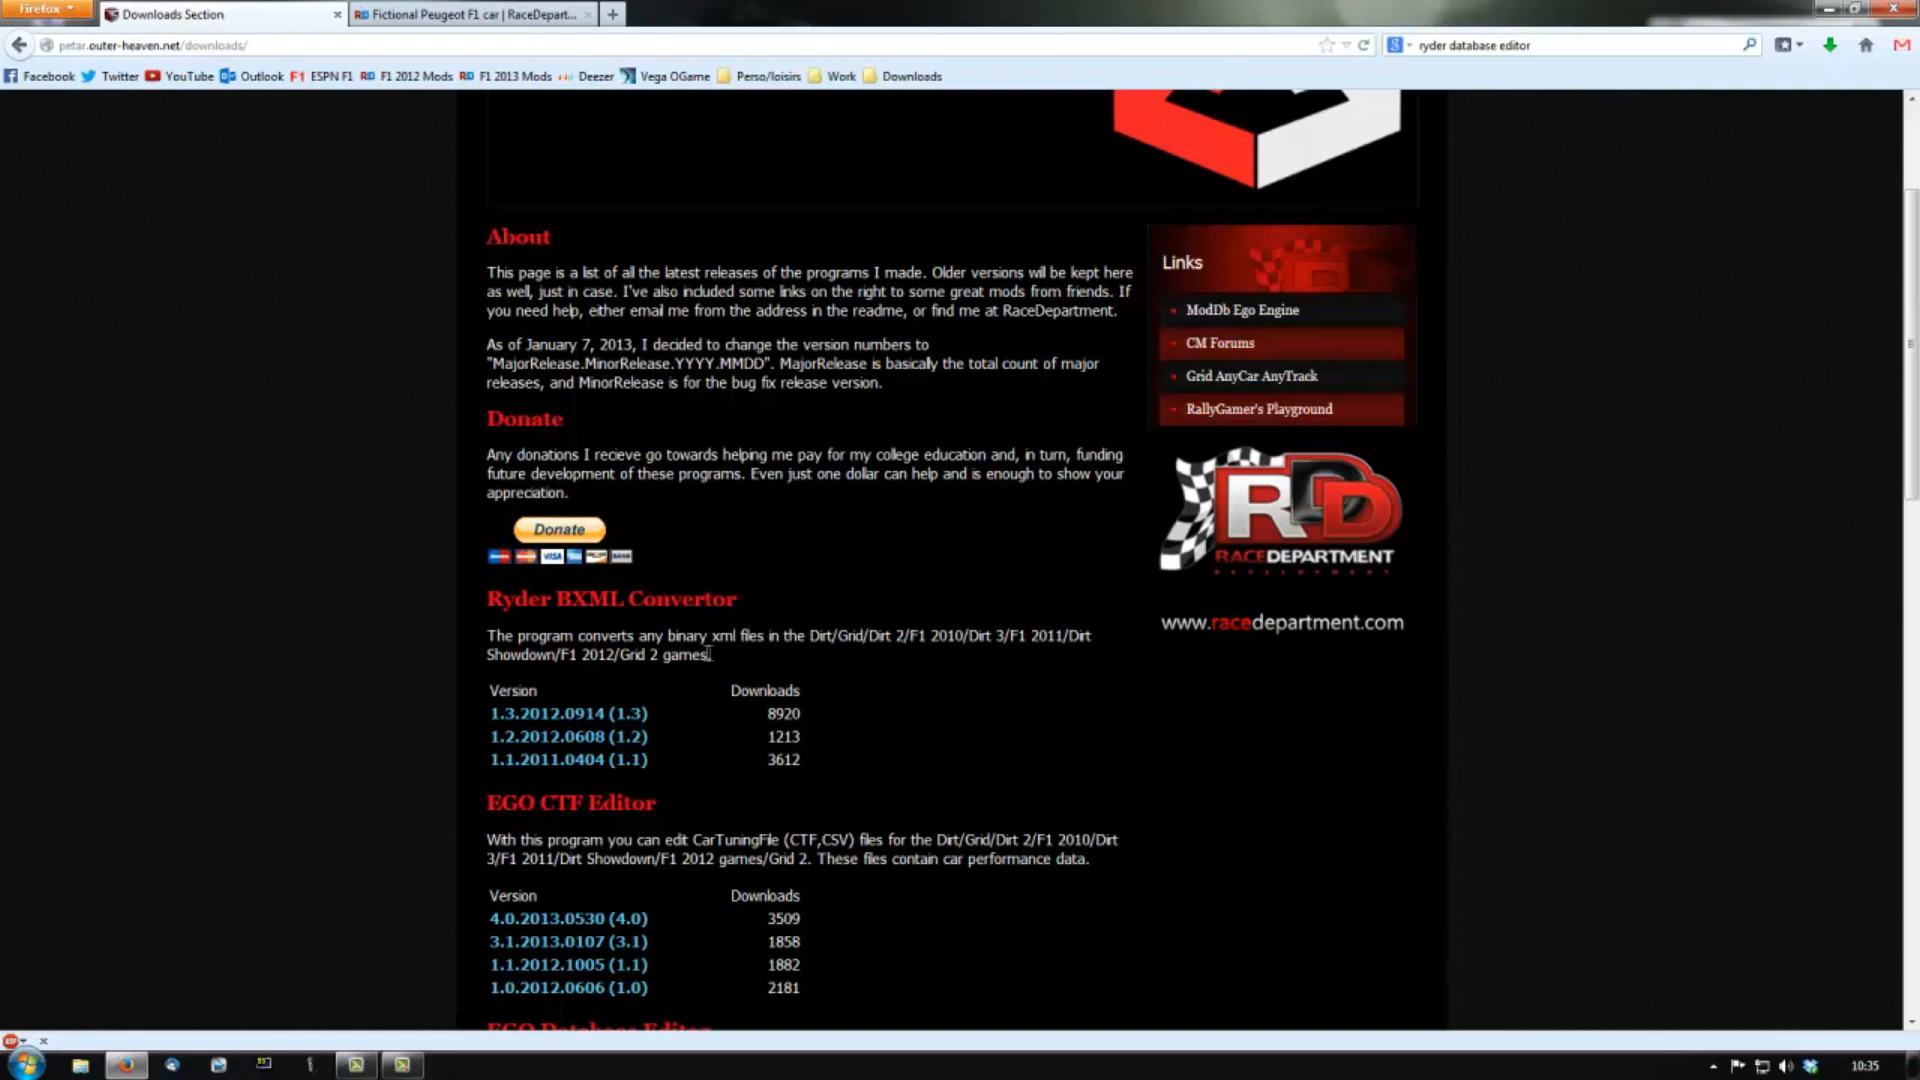 Firefox
Downloads Section
RD Fictional Peugeot F1 car | RaceDepart...
petar.outer-heaven.net/downloads/
ryder database editor
Facebook Twitter YouTube Outlook F1 ESPN F1 RD F1 2012 Mods RD F1 2013 Mods Deezer Vega OGame Perso/loisirs Work Downloads
About
This page is a list of all the latest releases of the programs I made. Older versions will be kept here
as well, just in case. I've also included some links on the right to some great mods from friends. If
you need help, either email me from the address in the readme, or find me at RaceDepartment.
As of January 7, 2013, I decided to change the version numbers to
"MajorRelease.MinorRelease.YYYY.MMDD". MajorRelease is basically the total count of major
releases, and MinorRelease is for the bug fix release version.
Donate
Any donations I recieve go towards helping me pay for my college education and, in turn, funding
future development of these programs. Even just one dollar can help and is enough to show your
appreciation.
Donate
VISA
BANK
Ryder BXML Convertor
The program converts any binary xml files in the Dirt/Grid/Dirt 2/F1 2010/Dirt 3/F1 2011/Dirt
Showdown/F1 2012/Grid 2 games.
Version Downloads
1.3.2012.0914 (1.3) 8920
1.2.2012.0608 (1.2) 1213
1.1.2011.0404 (1.1) 3612
EGO CTF Editor
With this program you can edit CarTuningFile (CTF,CSV) files for the Dirt/Grid/Dirt 2/F1 2010/Dirt
3/F1 2011/Dirt Showdown/F1 2012 games/Grid 2. These files contain car performance data.
Version Downloads
4.0.2013.0530 (4.0) 3509
3.1.2013.0107 (3.1) 1858
1.1.2012.1005 (1.1) 1882
1.0.2012.0606 (1.0) 2181
EGO Database Editor
Links
ModDb Ego Engine
CM Forums
Grid AnyCar AnyTrack
RallyGamer's Playground
RDD
RACEDEPARTMENT
www.racedepartment.com
ABP
10:35